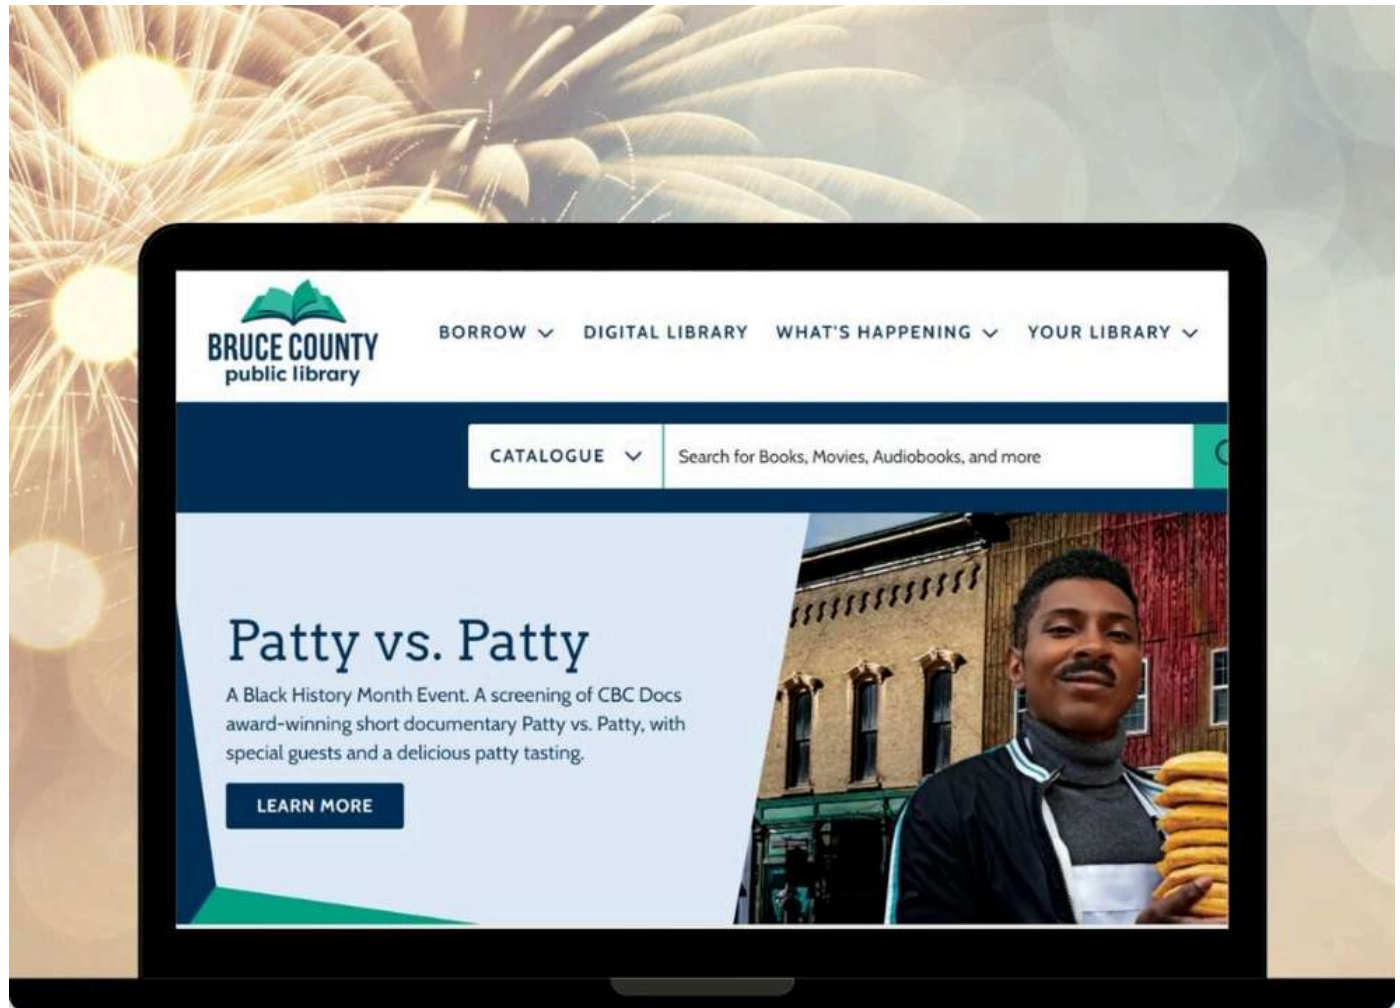 BRUCE COUNTY
public library
BORROW DIGITAL LIBRARY WHAT'S HAPPENING YOUR LIBRARY
CATALOGUE Search for Books, Movies, Audiobooks, and more
Patty vs. Patty
A Black History Month Event. A screening of CBC Docs
award-winning short documentary Patty vs. Patty, with
special guests and a delicious patty tasting.
LEARN MORE